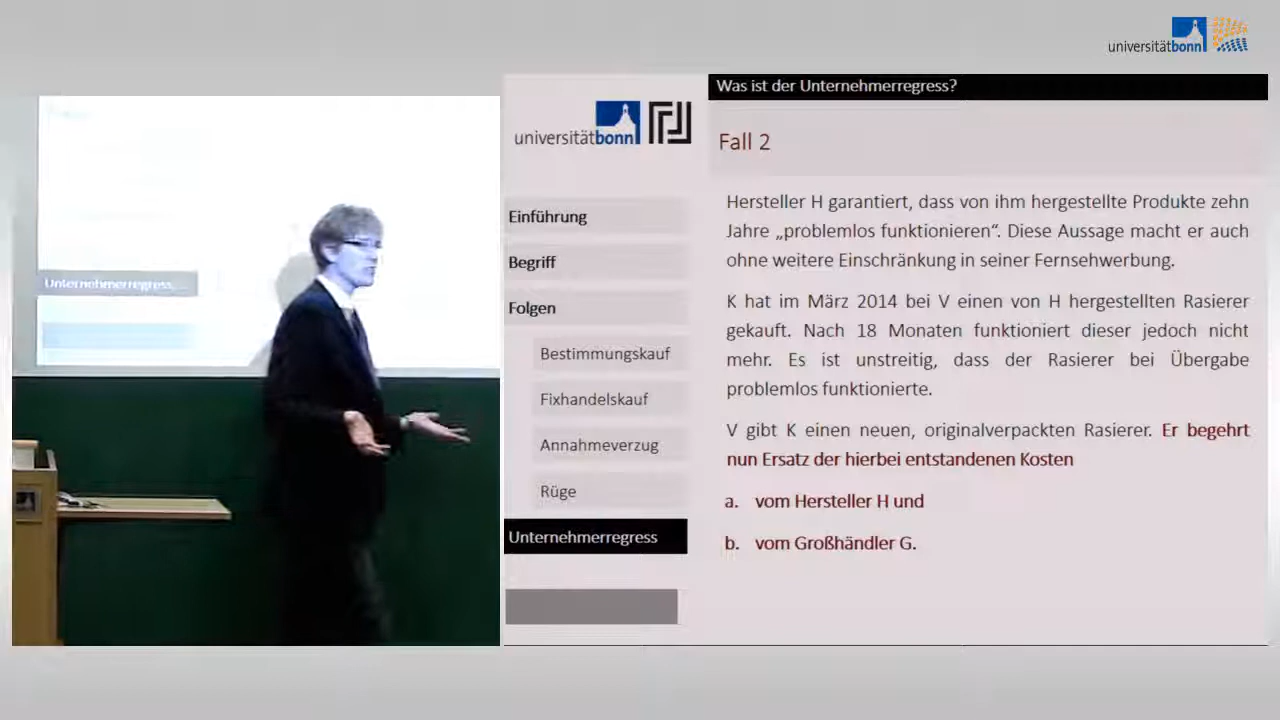 universitätbonn
Was ist der Unternehmerregress?
universitätbonn
Fall 2
Hersteller H garantiert, dass von ihm hergestellte Produkte zehn
Jahre „problemlos funktionieren“. Diese Aussage macht er auch
ohne weitere Einschränkung in seiner Fernsehwerbung.
K hat im März 2014 bei V einen von H hergestellten Rasierer
gekauft. Nach 18 Monaten funktioniert dieser jedoch nicht
mehr. Es ist unstreitig, dass der Rasierer bei Übergabe
problemlos funktionierte.
V gibt K einen neuen, originalverpackten Rasierer. Er begehrt
nun Ersatz der hierbei entstandenen Kosten
a. vom Hersteller H und
b. vom Großhändler G.
Einführung
Begriff
Folgen
Bestimmungskauf
Fixhandelskauf
Annahmeverzug
Rüge
Unternehmerregress
Unternehmerregress